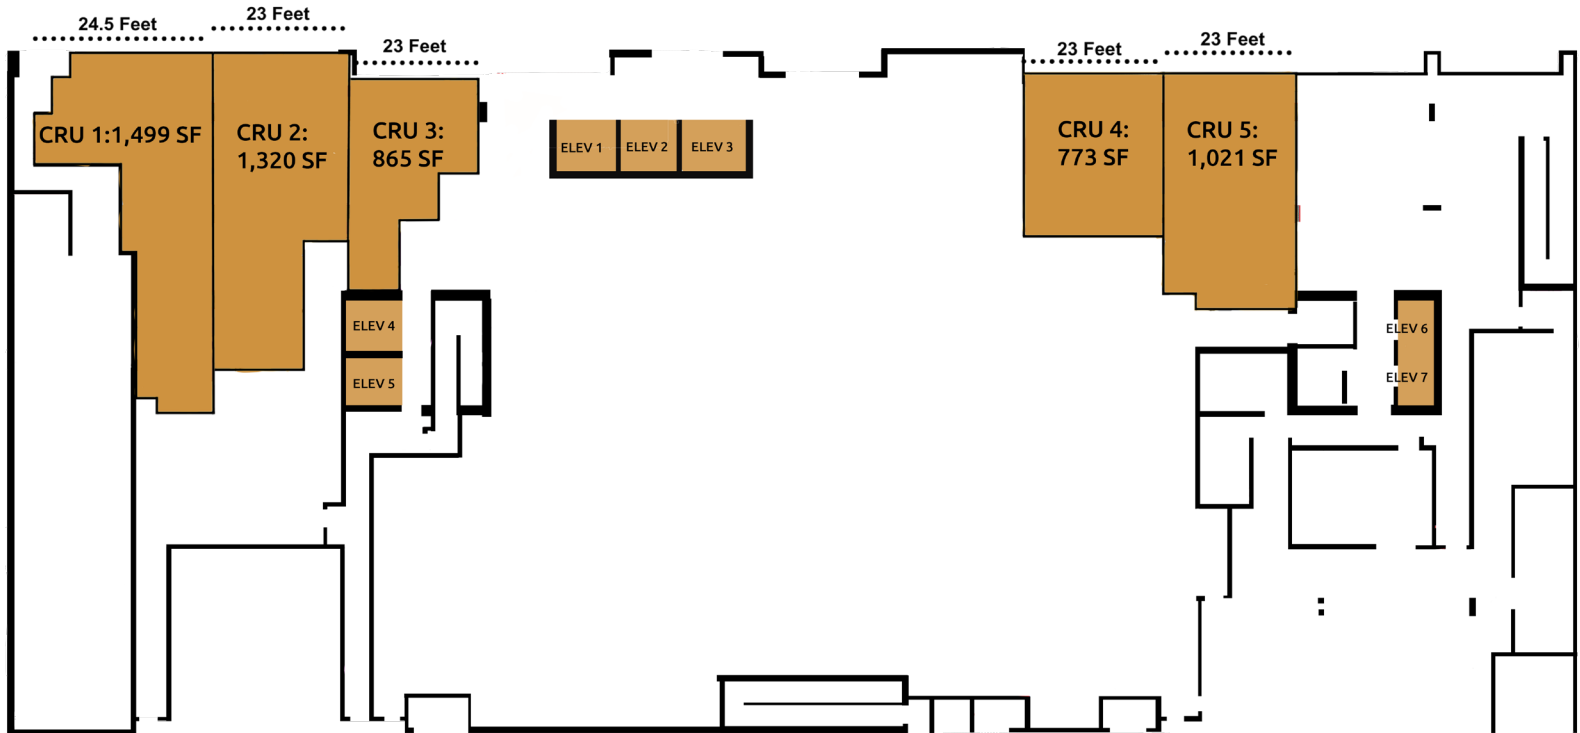 24.5 Feet
23 Feet
23 Feet
23 Feet
23 Feet
CRU 1:1,499 SF
CRU 2:
1,320 SF
CRU 3:
865 SF
ELEV 1
ELEV 2
ELEV 3
CRU 4:
773 SF
CRU 5:
1,021 SF
ELEV 4
ELEV 5
ELEV 6
ELEV 7